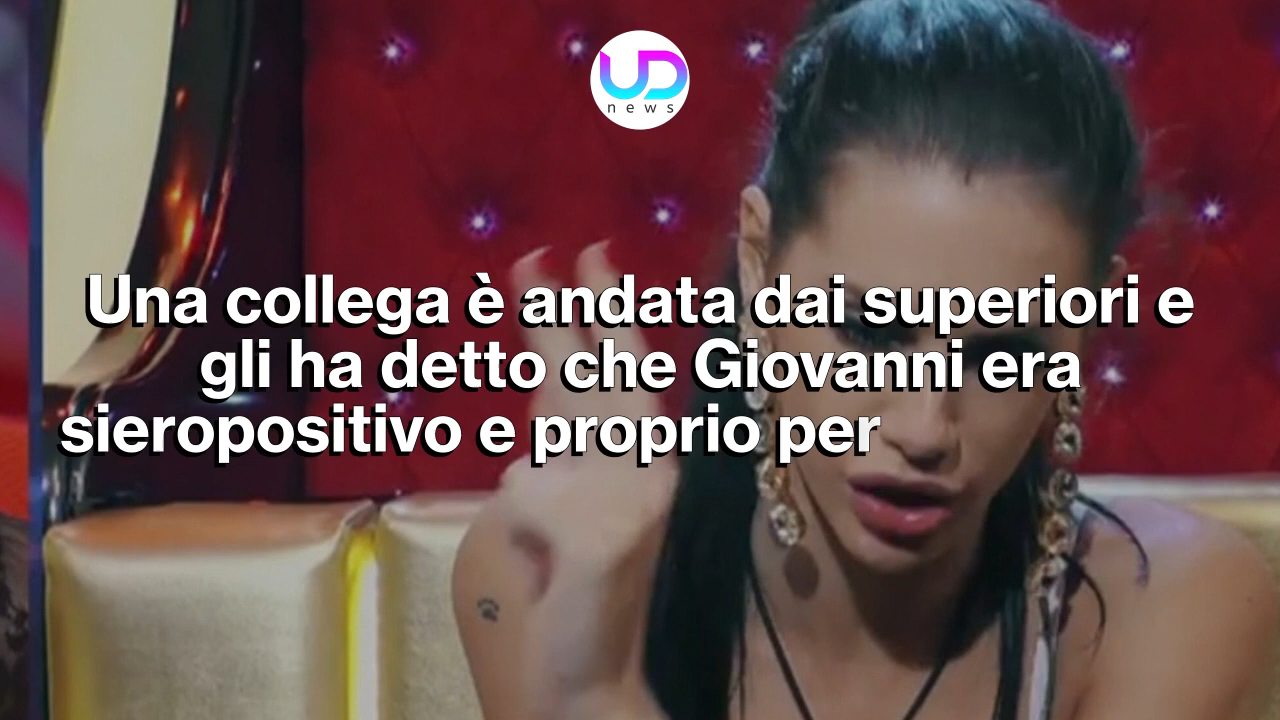 UD
news
Una collega è andata dai superiori e
gli ha detto che Giovanni era
sieropositivo e proprio per